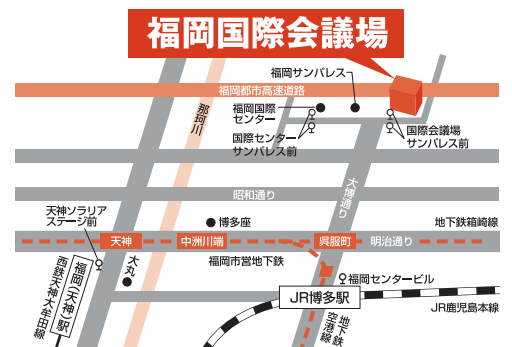 福岡国際会議場
福岡サンパレス
福岡都市高速道路
那珂川
福岡国際
センター
国際センター
サンパレス前
国際会議場
サンパレス前
大博通り
昭和通り
天神ソラリア
ステージ前
博多座
地下鉄箱崎線
天神
中洲川端
呉服町
明治通り
福岡市営地下鉄
大丸
福岡(天神)駅
西鉄天神大牟田線
福岡センタービル
JR博多駅
JR鹿児島本線
地下鉄
空港線